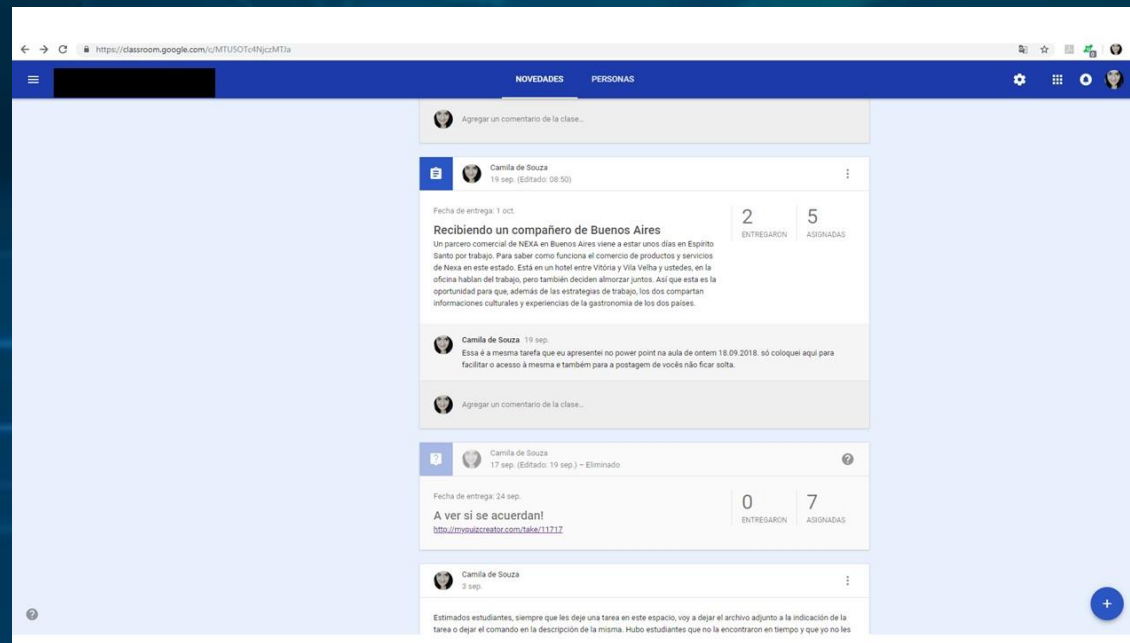 https://classroom.google.com/c/MTU5OTc4NjczMTJa
NOVEDADES PERSONAS
Agregar un comentario de la clase...
Camila de Souza
19 sep. (Editado: 08:50)
Fecha de entrega: 1 oct.
Recibiendo un compañero de Buenos Aires
Un parcero comercial de NEXA en Buenos Aires viene a estar unos días en Espírito
Santo por trabajo. Para saber como funciona el comercio de productos y servicios
de Nexa en este estado. Está en un hotel entre Vitória y Vila Velha y ustedes, en la
oficina hablan del trabajo, pero también deciden almorzar juntos. Así que esta es la
oportunidad para que, además de las estrategias de trabajo, los dos compartan
informaciones culturales y experiencias de la gastronomia de los dos países.
2 5
ENTREGARON ASIGNADAS
Camila de Souza 19 sep.
Essa é a mesma tarefa que eu apresentei no power point na aula de ontem 18.09.2018. só coloquei aqui para
facilitar o acesso à mesma e também para a postagem de vocês não ficar
solta.
Agregar un comentario de la clase...
Camila de Souza
17 sep. (Editado: 19 sep.) – Eliminado
Fecha de entrega: 24 sep.
A ver si se acuerdan!
http://myquizcreator.com/take/11717
0 7
ENTREGARON ASIGNADAS
Camila de Souza
3 sep.
Estimados estudiantes, siempre que les deje una tarea en este espacio, voy a dejar el archivo adjunto a la indicación de la
tarea o dejar el comando en la descripción de la misma. Hubo estudiantes que no la encontraron en tiempo y que yo no les